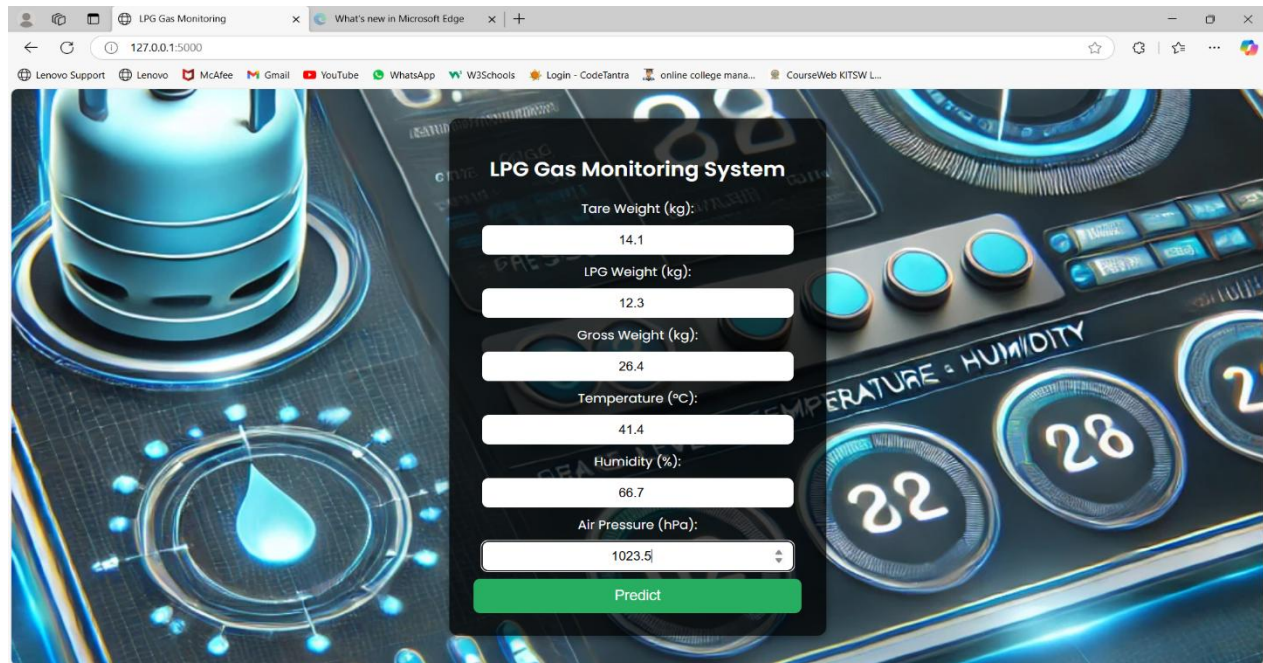 LPG Gas Monitoring
What's new in Microsoft Edge
127.0.0.1:5000
Lenovo Support Lenovo McAfee Gmail YouTube WhatsApp W3Schools Login - CodeTantra online college mana... CourseWeb KITSW L...
LPG Gas Monitoring System
Tare Weight (kg):
14.1
LPG Weight (kg):
12.3
Gross Weight (kg):
26.4
Temperature (°C):
41.4
Humidity (%):
66.7
Air Pressure (hPa):
1023.5
Predict
28
22
28